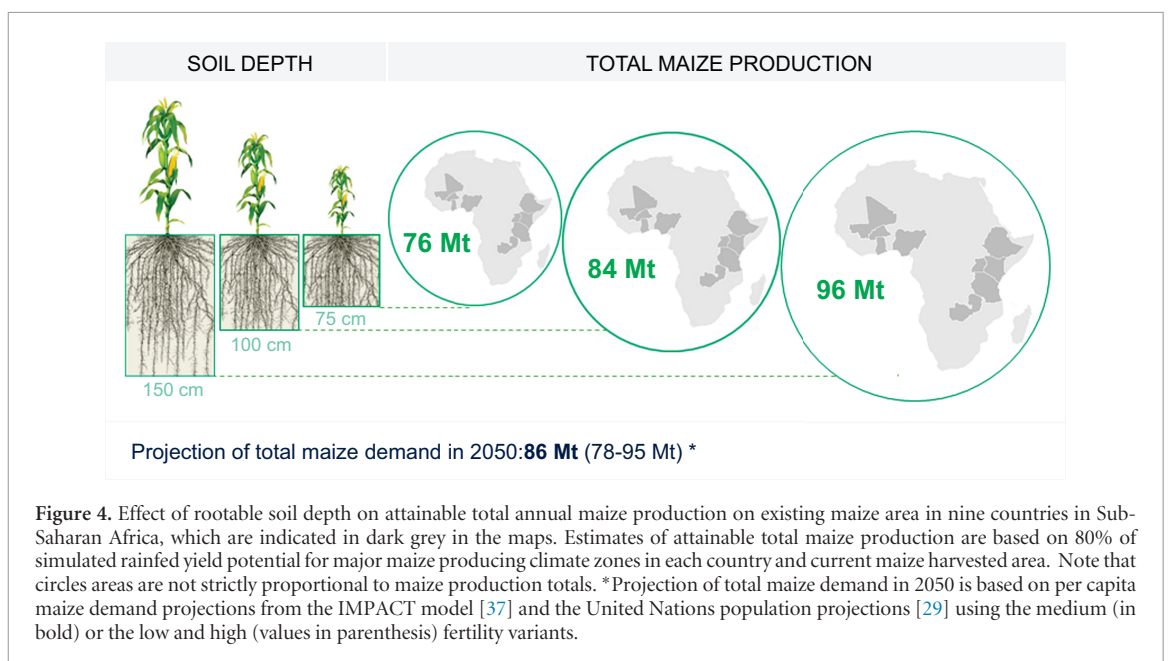 SOIL DEPTH
TOTAL MAIZE PRODUCTION
76 Mt
84 Mt
96 Mt
75 cm
100 cm
150 cm
Projection of total maize demand in 2050:86 Mt (78-95 Mt) *
Figure 4. Effect of rootable soil depth on attainable total annual maize production on existing maize area in nine countries in Sub-
Saharan Africa, which are indicated in dark grey in the maps. Estimates of attainable total maize production are based on 80% of
simulated rainfed yield potential for major maize producing climate zones in each country and current maize harvested area. Note that
circles areas are not strictly proportional to maize production totals. *Projection of total maize demand in 2050 is based on per capita
maize demand projections from the IMPACT model [37] and the United Nations population projections [29] using the medium (in
bold) or the low and high (values in parenthesis) fertility variants.